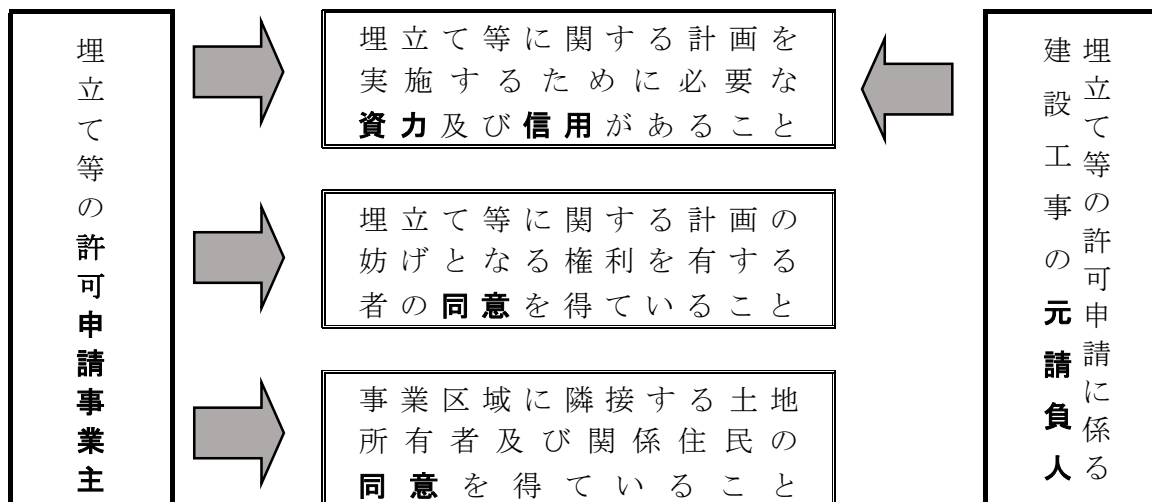 埋立て等の許可申請事業主
埋立て等に関する計画を
実施するために必要な
資力及び信用があること
埋立て等に関する計画の
妨げとなる権利を有する
者の同意を得ていること
事業区域に隣接する土地
所有者及び関係住民の
同意を得ていること
埋立て等の許可申請に係る
建設工事の元請負人